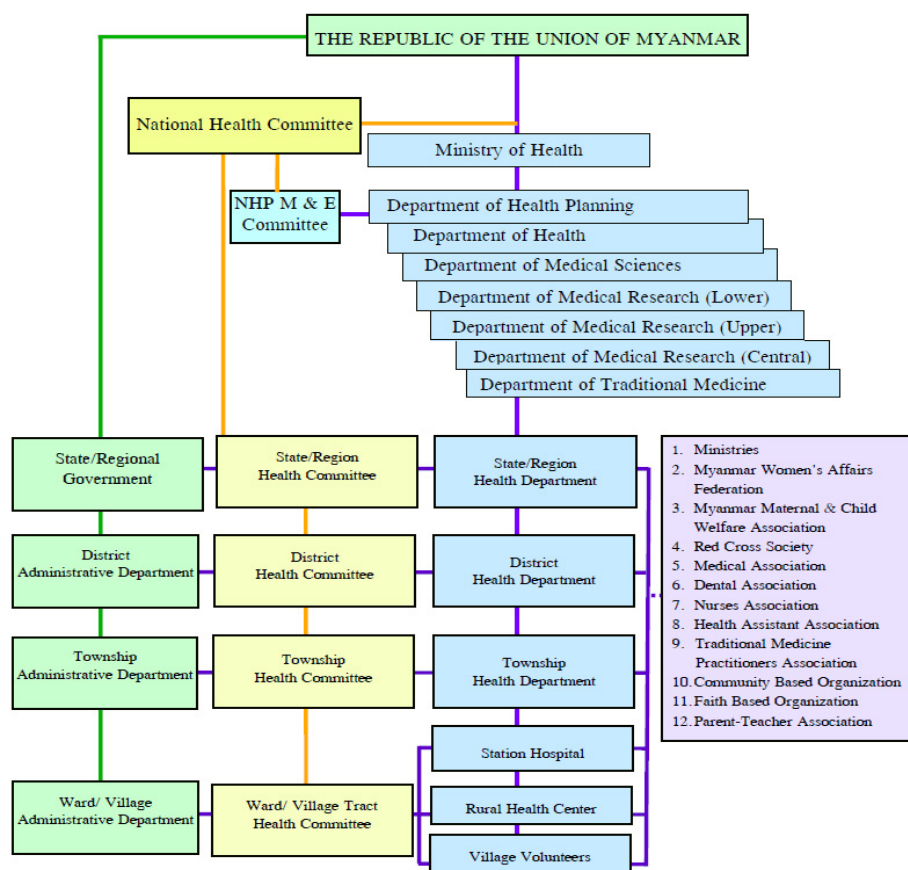 THE REPUBLIC OF THE UNION OF MYANMAR
National Health Committee
Ministry of Health
NHP M & E
Committee
Department of Health Planning
Department of Health
Department of Medical Sciences
Department of Medical Research (Lower)
Department of Medical Research (Upper)
Department of Medical Research (Central)
Department of Traditional Medicine
State/Regional
Government
State/Region
Health Committee
State/Region
Health Department
District
Administrative Department
District
Health Committee
District
Health Department
Township
Administrative Department
Township
Health Committee
Township
Health Department
Station Hospital
Ward/ Village
Administrative Department
Ward/ Village Tract
Health Committee
Rural Health Center
Village Volunteers
1. Ministries
2. Myanmar Women's Affairs
Federation
3. Myanmar Maternal & Child
Welfare Association
4. Red Cross Society
5. Medical Association
6. Dental Association
7. Nurses Association
8. Health Assistant Association
9. Traditional Medicine
Practitioners Association
10. Community Based Organization
11. Faith Based Organization
12. Parent-Teacher Association